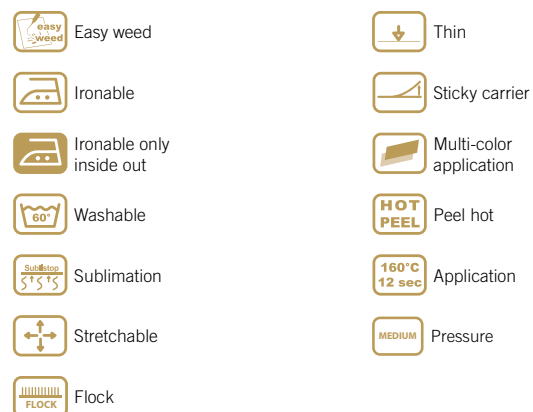 easy
weed
Easy weed
Ironable
Ironable only
inside out
60°
Washable
Sublistop
Sublimation
Stretchable
FLOCK
Flock
Thin
Sticky carrier
Multi-color
application
HOT
PEEL
Peel hot
160°C
12 sec
Application
MEDIUM
Pressure